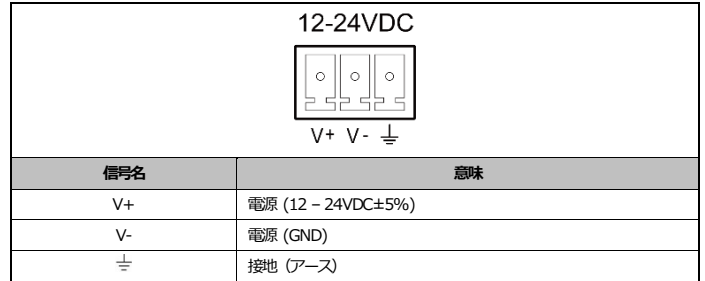 12-24VDC
V+ V- ⏚
信号名 意味
V+ 電源 (12 – 24VDC±5%)
V- 電源 (GND)
⏚ 接地 (アース)